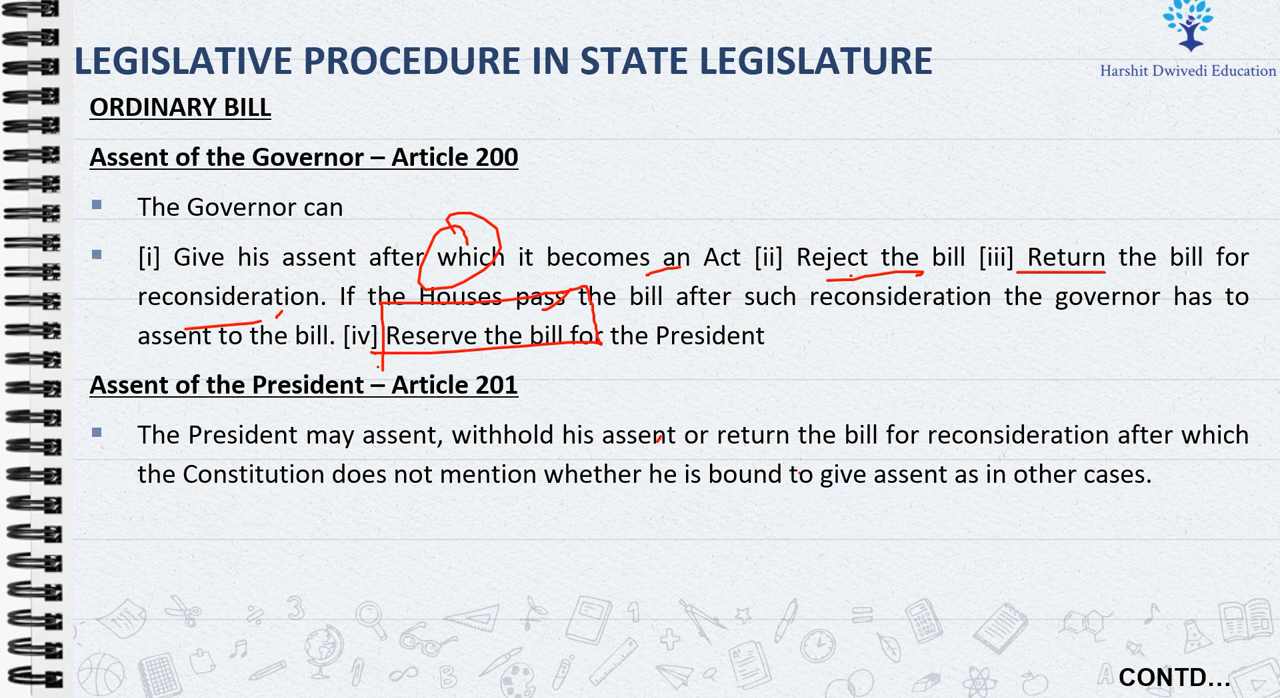 Harshit Dwivedi Education
LEGISLATIVE PROCEDURE IN STATE LEGISLATURE
ORDINARY BILL
Assent of the Governor – Article 200
▪ The Governor can
▪ [i] Give his assent after which it becomes an Act [ii] Reject the bill [iii] Return the bill for
reconsideration. If the Houses pass the bill after such reconsideration the governor has to
assent to the bill. [iv] Reserve the bill for the President
Assent of the President – Article 201
▪ The President may assent, withhold his assent or return the bill for reconsideration after which
the Constitution does not mention whether he is bound to give assent as in other cases.
CONTD...